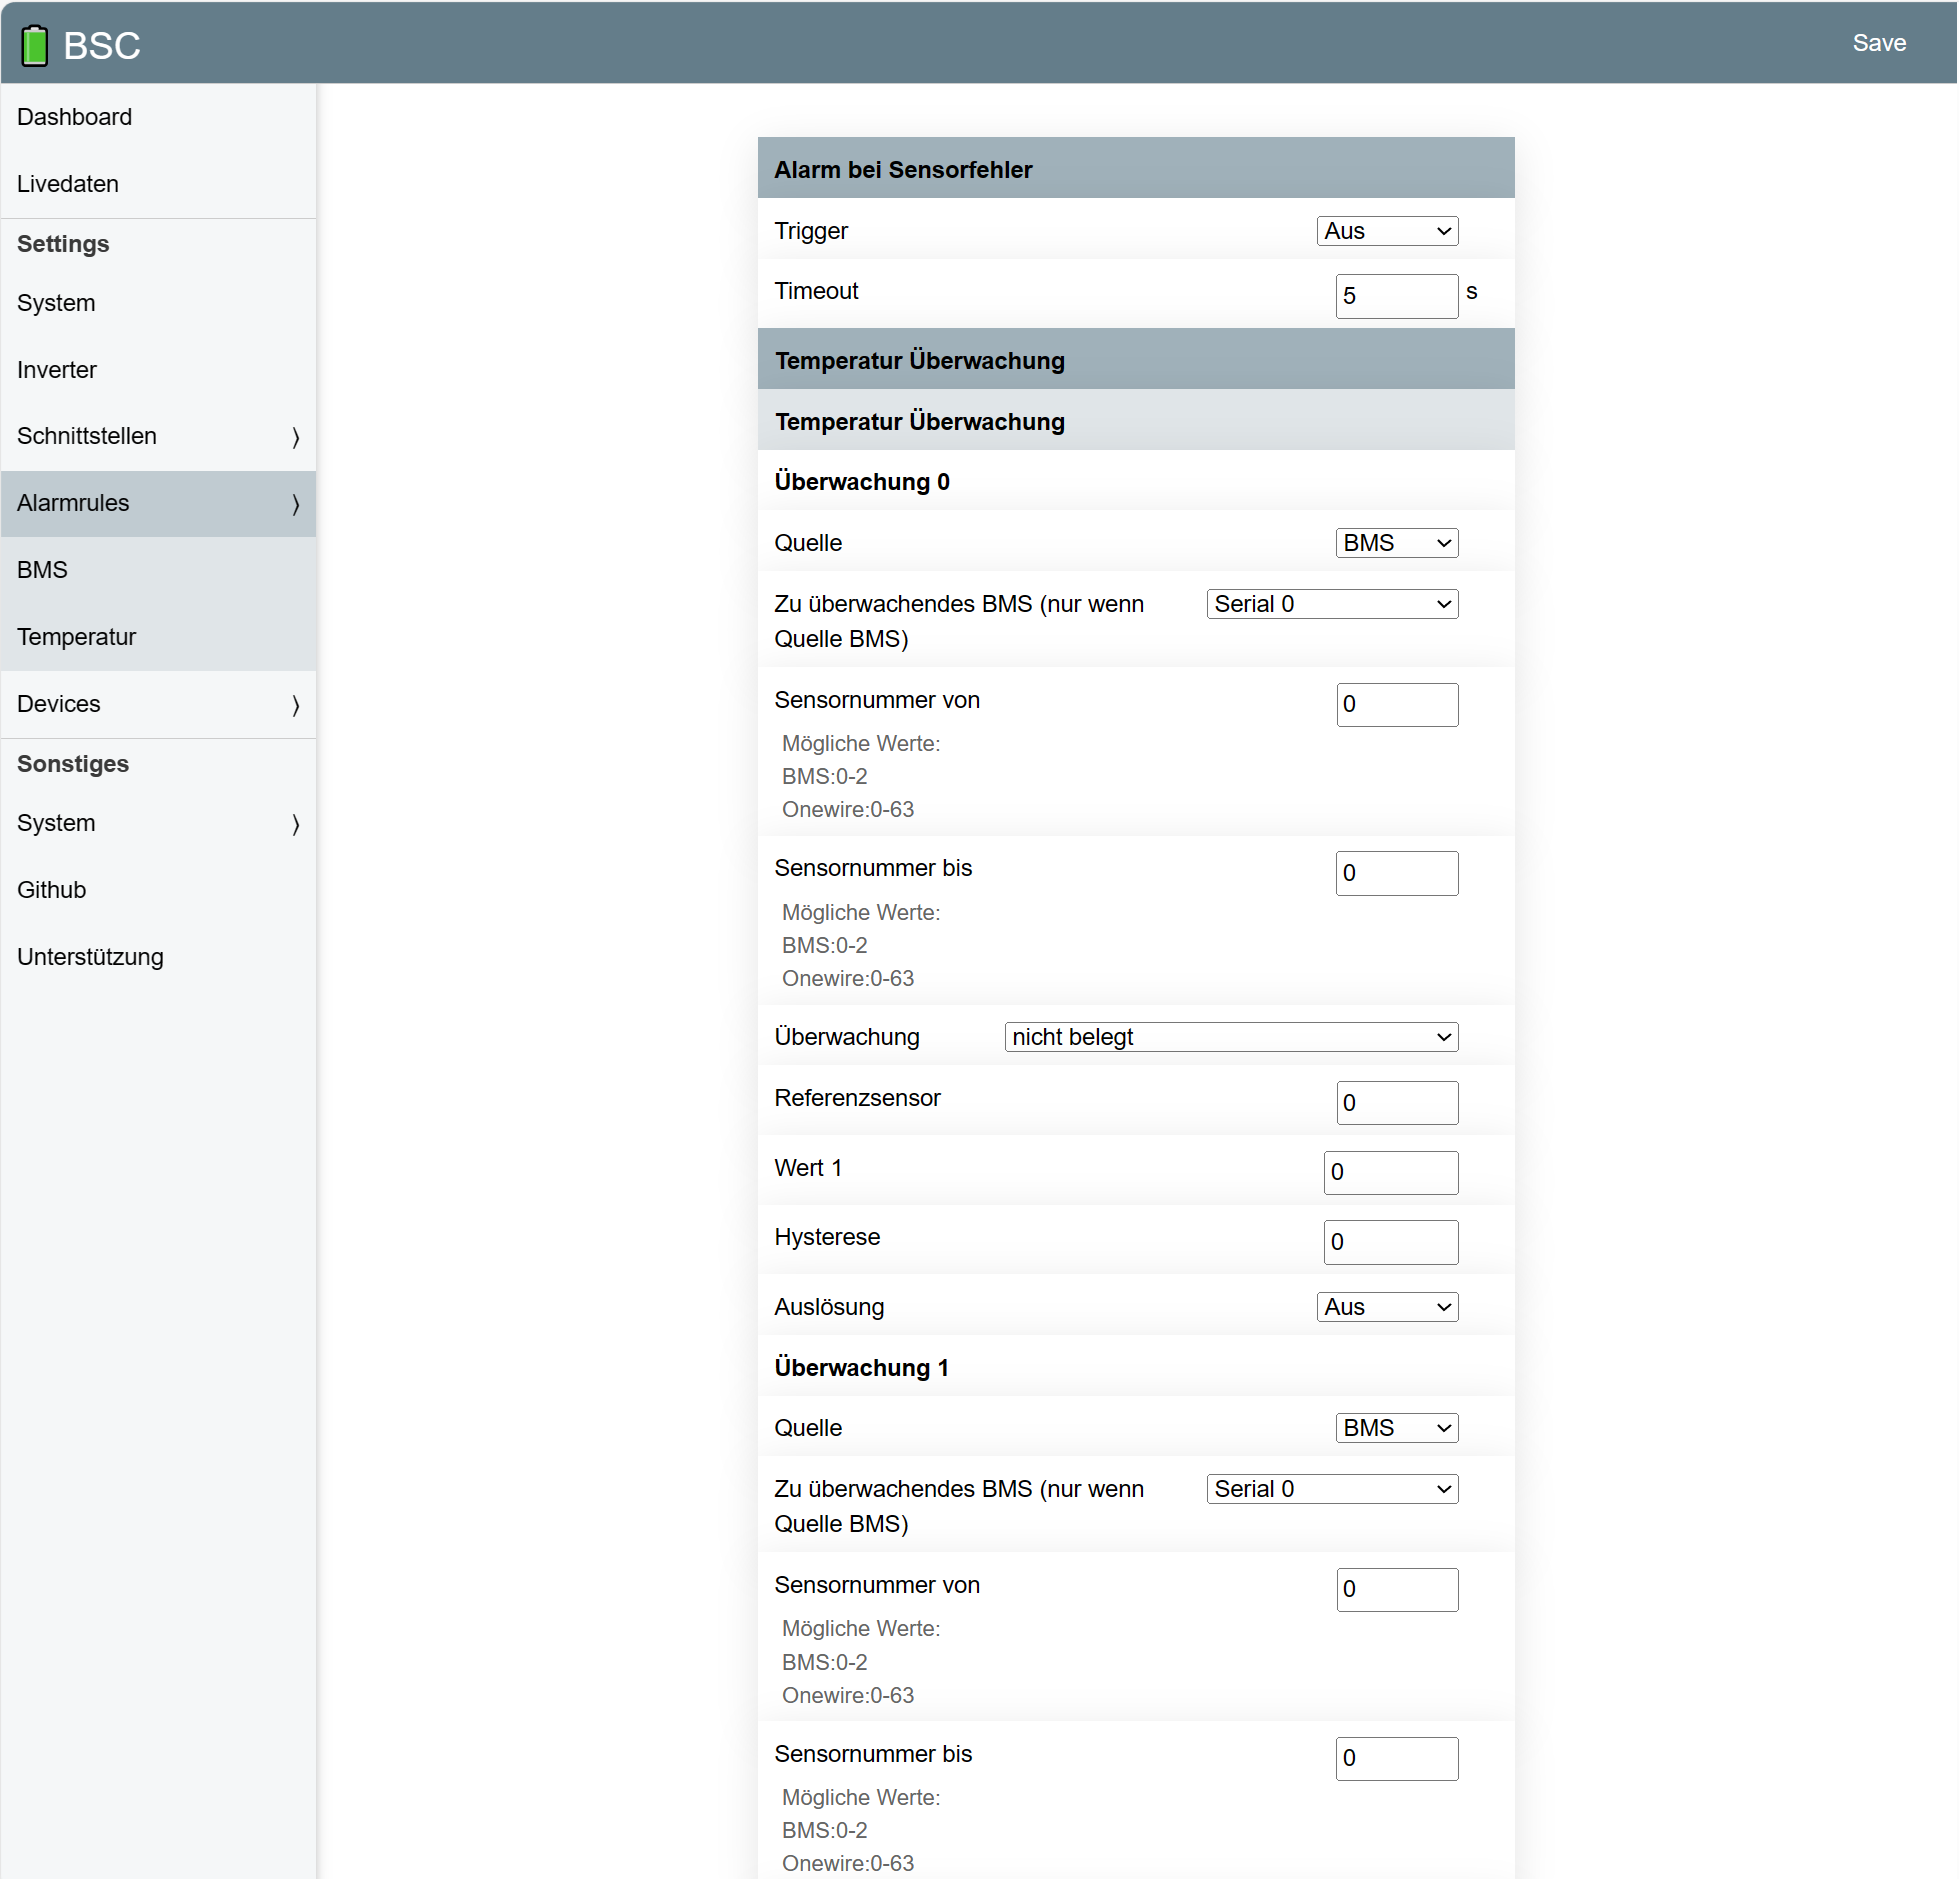 BSC
Save
Dashboard
Livedaten
Settings
System
Inverter
Schnittstellen
Alarmrules
BMS
Temperatur
Devices
Sonstiges
System
Github
Unterstützung
Alarm bei Sensorfehler
Trigger Aus
Timeout 5 s
Temperatur Überwachung
Temperatur Überwachung
Überwachung 0
Quelle BMS
Zu überwachendes BMS (nur wenn Serial 0
Quelle BMS)
Sensornummer von 0
Mögliche Werte:
BMS:0-2
Onewire:0-63
Sensornummer bis 0
Mögliche Werte:
BMS:0-2
Onewire:0-63
Überwachung nicht belegt
Referenzsensor 0
Wert 1 0
Hysterese 0
Auslösung Aus
Überwachung 1
Quelle BMS
Zu überwachendes BMS (nur wenn Serial 0
Quelle BMS)
Sensornummer von 0
Mögliche Werte:
BMS:0-2
Onewire:0-63
Sensornummer bis 0
Mögliche Werte:
BMS:0-2
Onewire:0-63